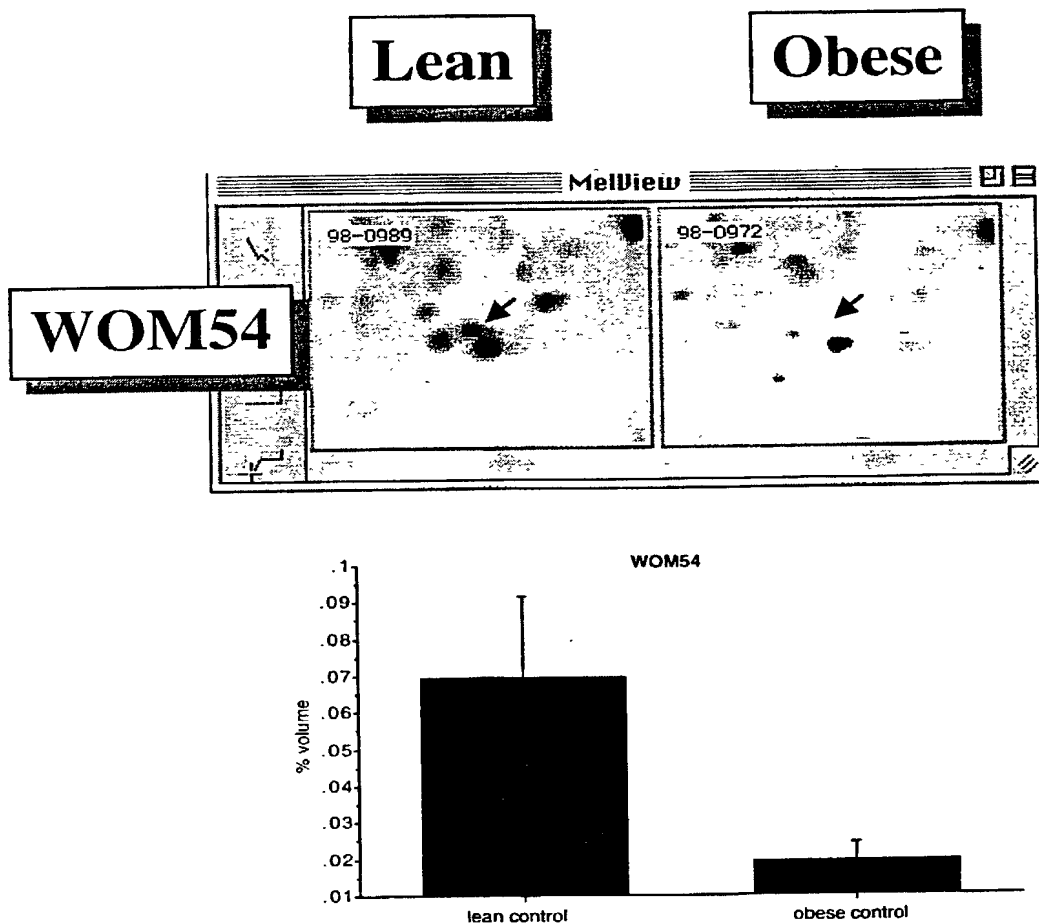 Lean
Obese
MelView
98-0989
98-0972
WOM54
WOM54
.1
.09
.08
.07
.06
.05
.04
.03
.02
.01
% volume
lean control
obese control